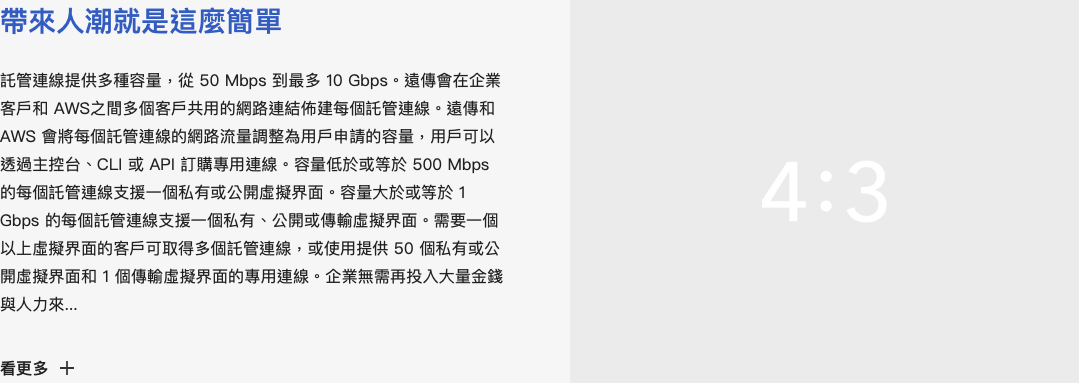 帶來人潮就是這麼簡單
託管連線提供多種容量，從 50 Mbps 到最多 10 Gbps。遠傳會在企業
客戶和 AWS之間多個客戶共用的網路連結佈建每個託管連線。遠傳和
AWS 會將每個託管連線的網路流量調整為用戶申請的容量，用戶可以
透過主控台、CLI 或 API 訂購專用連線。容量低於或等於 500 Mbps
的每個託管連線支援一個私有或公開虛擬界面。容量大於或等於 1
Gbps 的每個託管連線支援一個私有、公開或傳輸虛擬界面。需要一個
以上虛擬界面的客戶可取得多個託管連線，或使用提供 50 個私有或公
開虛擬界面和 1 個傳輸虛擬界面的專用連線。企業無需再投入大量金錢
與人力來...
看更多 ＋
4:3